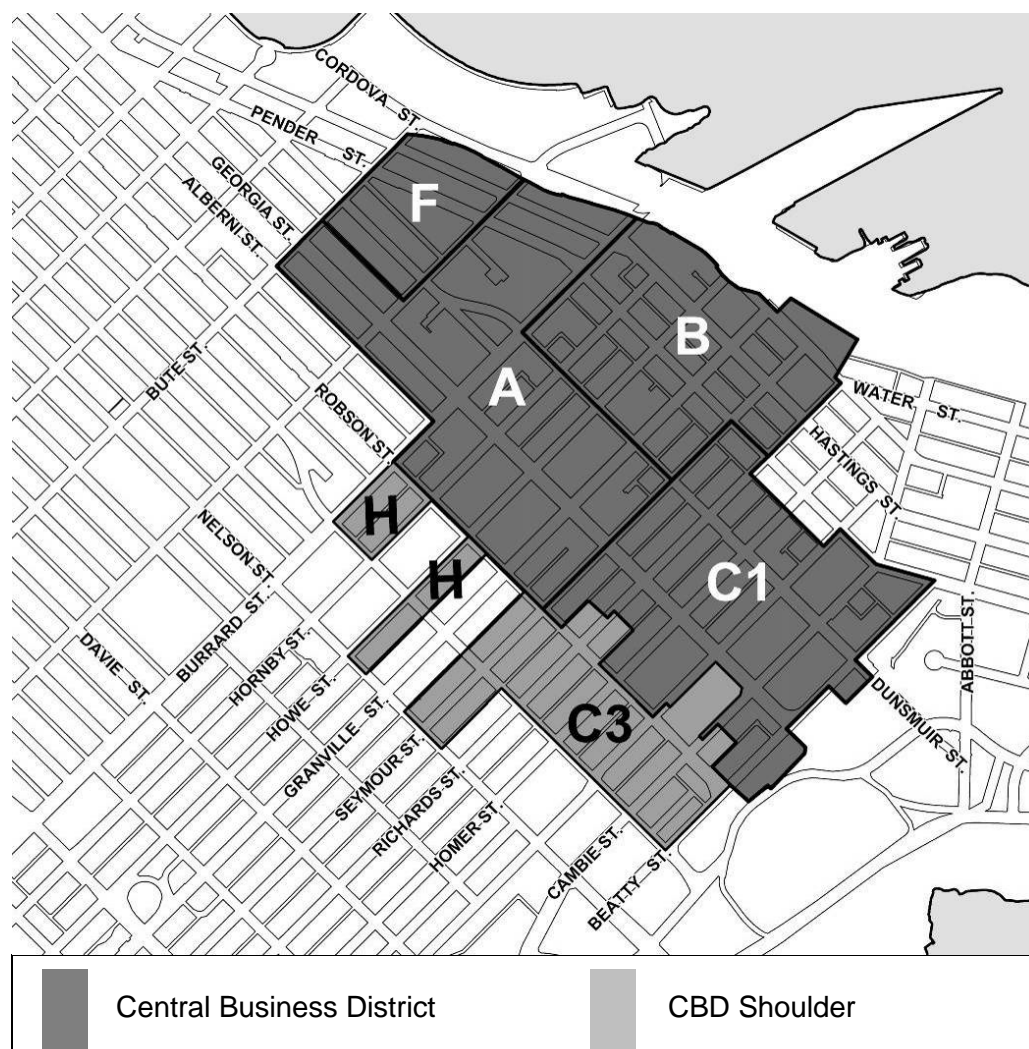 CORDOVA ST.
PENDER ST.
GEORGIA ST.
ALBERNI ST.
F
B
A
BUTE ST.
ROBSON ST.
WATER ST.
HASTINGS ST.
H
NELSON ST.
H
C1
BURRARD ST.
ABBOTT ST.
DAVIE ST.
HORNBY ST.
HOWE ST.
C3
DUNSMUIR ST.
GRANVILLE ST.
SEYMOUR ST.
RICHARDS ST.
HOMER ST.
CAMBIE ST.
BEATTY ST.
Central Business District
CBD Shoulder